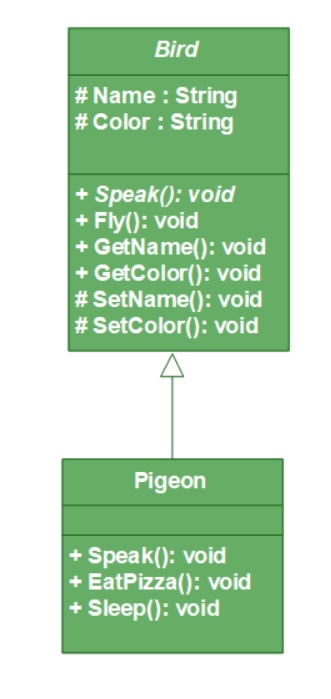 Bird
# Name : String
# Color : String
+ Speak(): void
+ Fly(): void
+ GetName(): void
+ GetColor(): void
# SetName(): void
# SetColor(): void
Pigeon
+ Speak(): void
+ EatPizza(): void
+ Sleep(): void